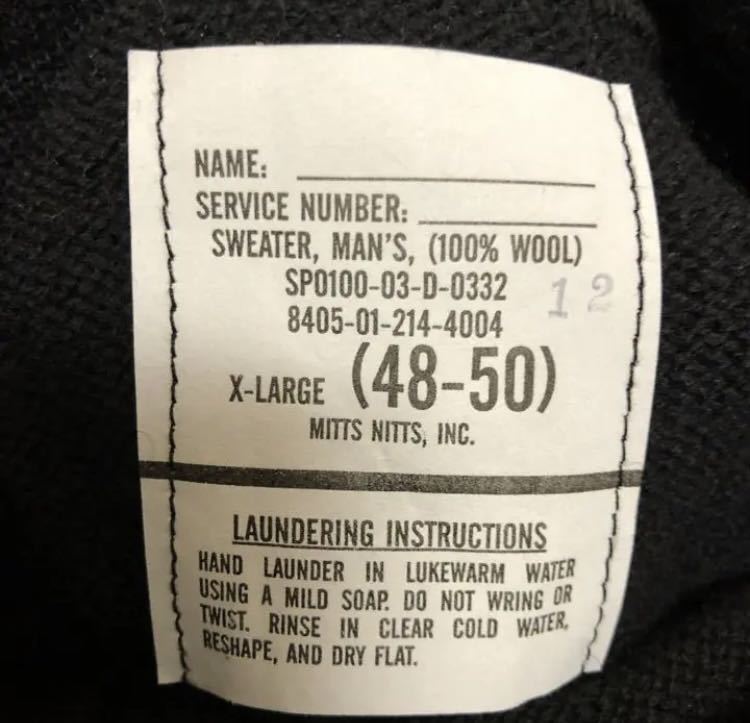 NAME:
SERVICE NUMBER:
SWEATER, MAN'S, (100% WOOL)
SP0100-03-D-0332
12
8405-01-214-4004
X-LARGE (48-50)
MITTS NITTS, INC.
LAUNDERING INSTRUCTIONS
HAND LAUNDER IN LUKEWARM WATER
USING A MILD SOAP. DO NOT WRING OR
TWIST. RINSE IN CLEAR COLD WATER,
RESHAPE, AND DRY FLAT.